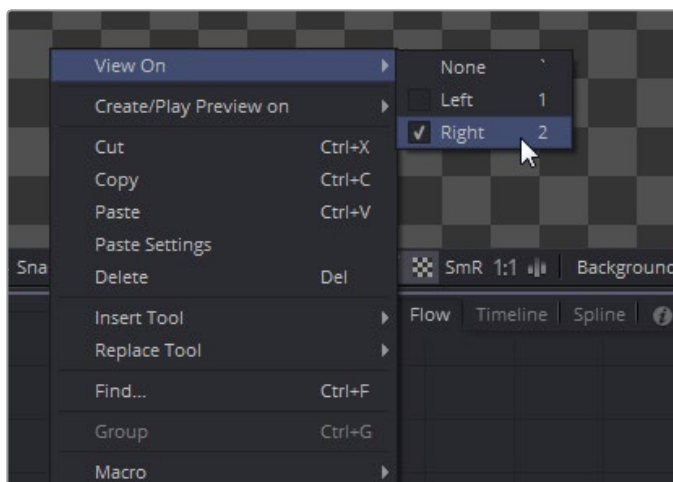 View On
None `
Left 1
Right 2
Create/Play Preview on
Cut Ctrl+X
Copy Ctrl+C
Paste Ctrl+V
Paste Settings
Delete Del
Insert Tool
Replace Tool
Find... Ctrl+F
Group Ctrl+G
Macro
Sna
SmR 1:1 Background
Flow Timeline Spline